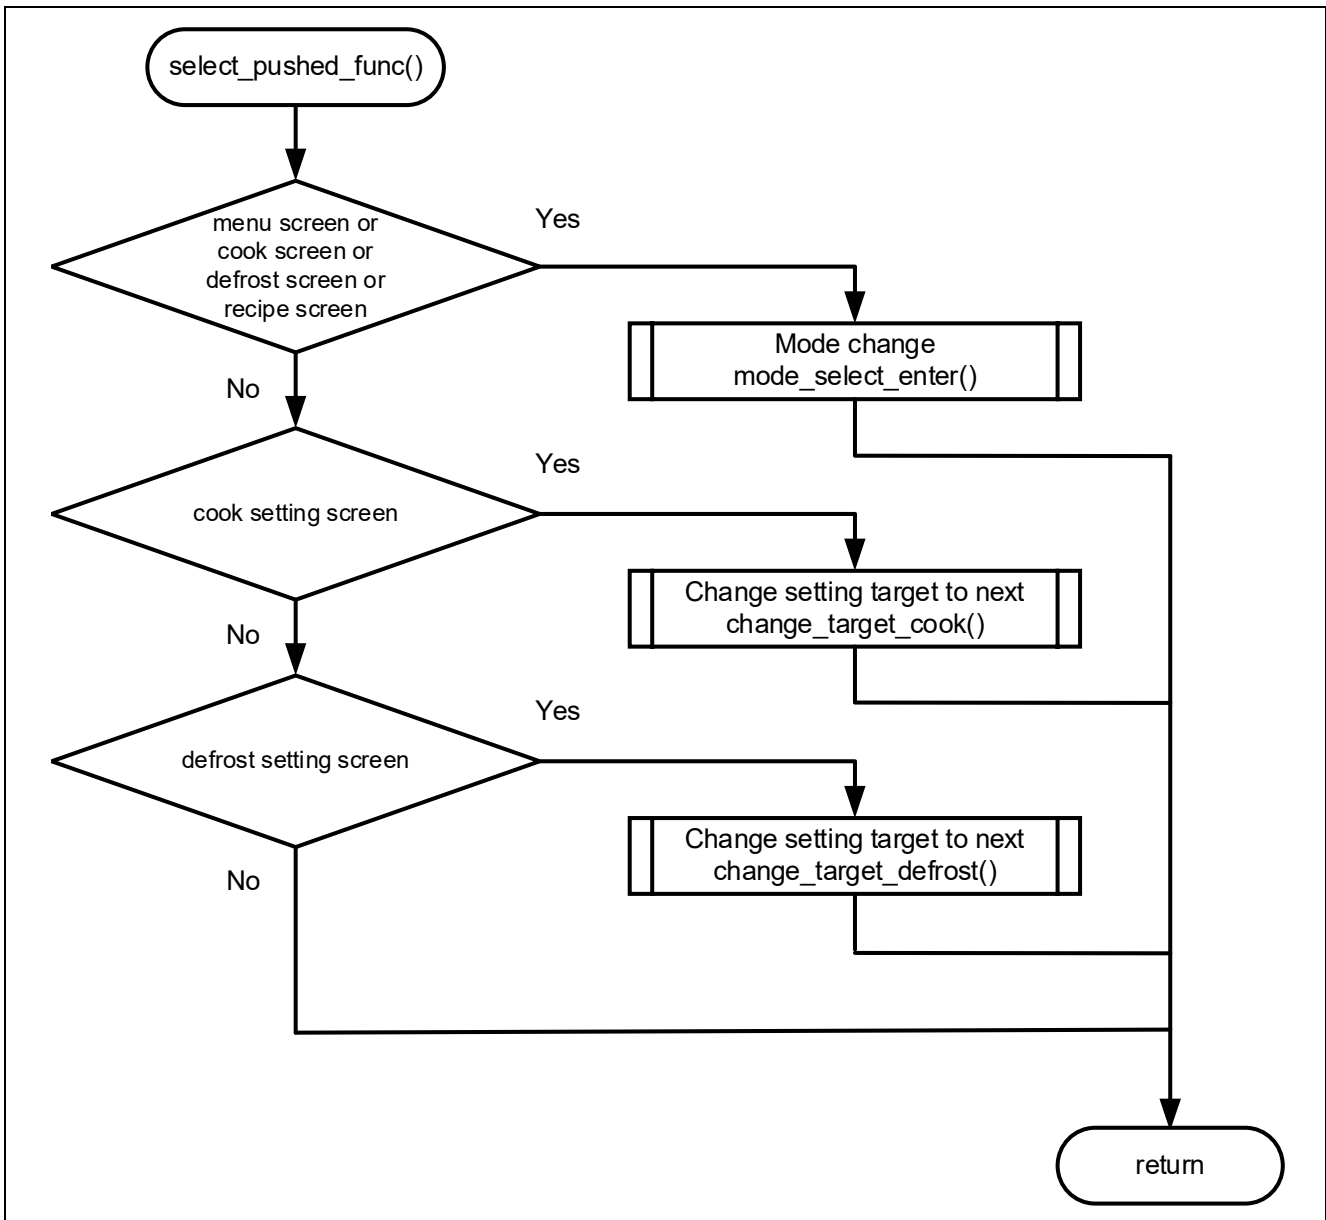 select_pushed_func()
menu screen or
cook screen or
defrost screen or
recipe screen
Yes
Mode change
mode_select_enter()
No
cook setting screen
Yes
Change setting target to next
change_target_cook()
No
defrost setting screen
Yes
Change setting target to next
change_target_defrost()
No
return